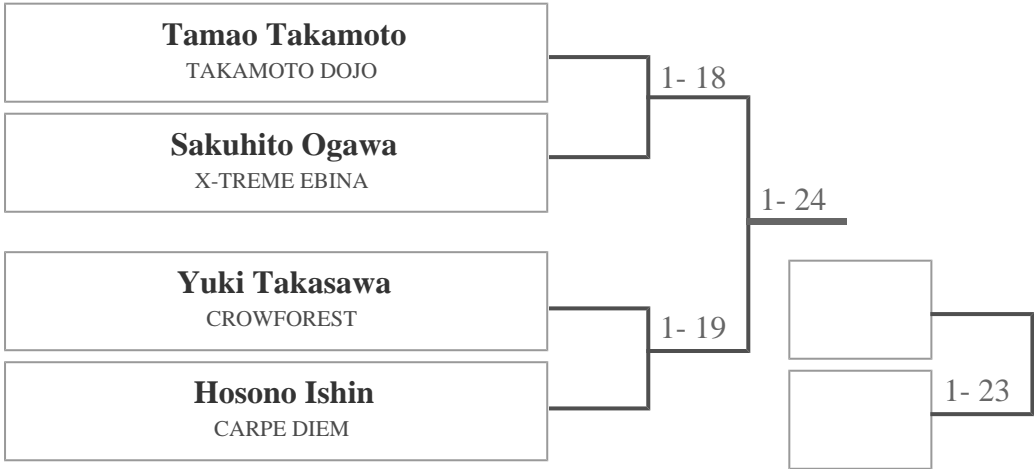 Tamao Takamoto
TAKAMOTO DOJO
1- 18
Sakuhito Ogawa
X-TREME EBINA
1- 24
Yuki Takasawa
CROWFOREST
1- 19
Hosono Ishin
CARPE DIEM
1- 23